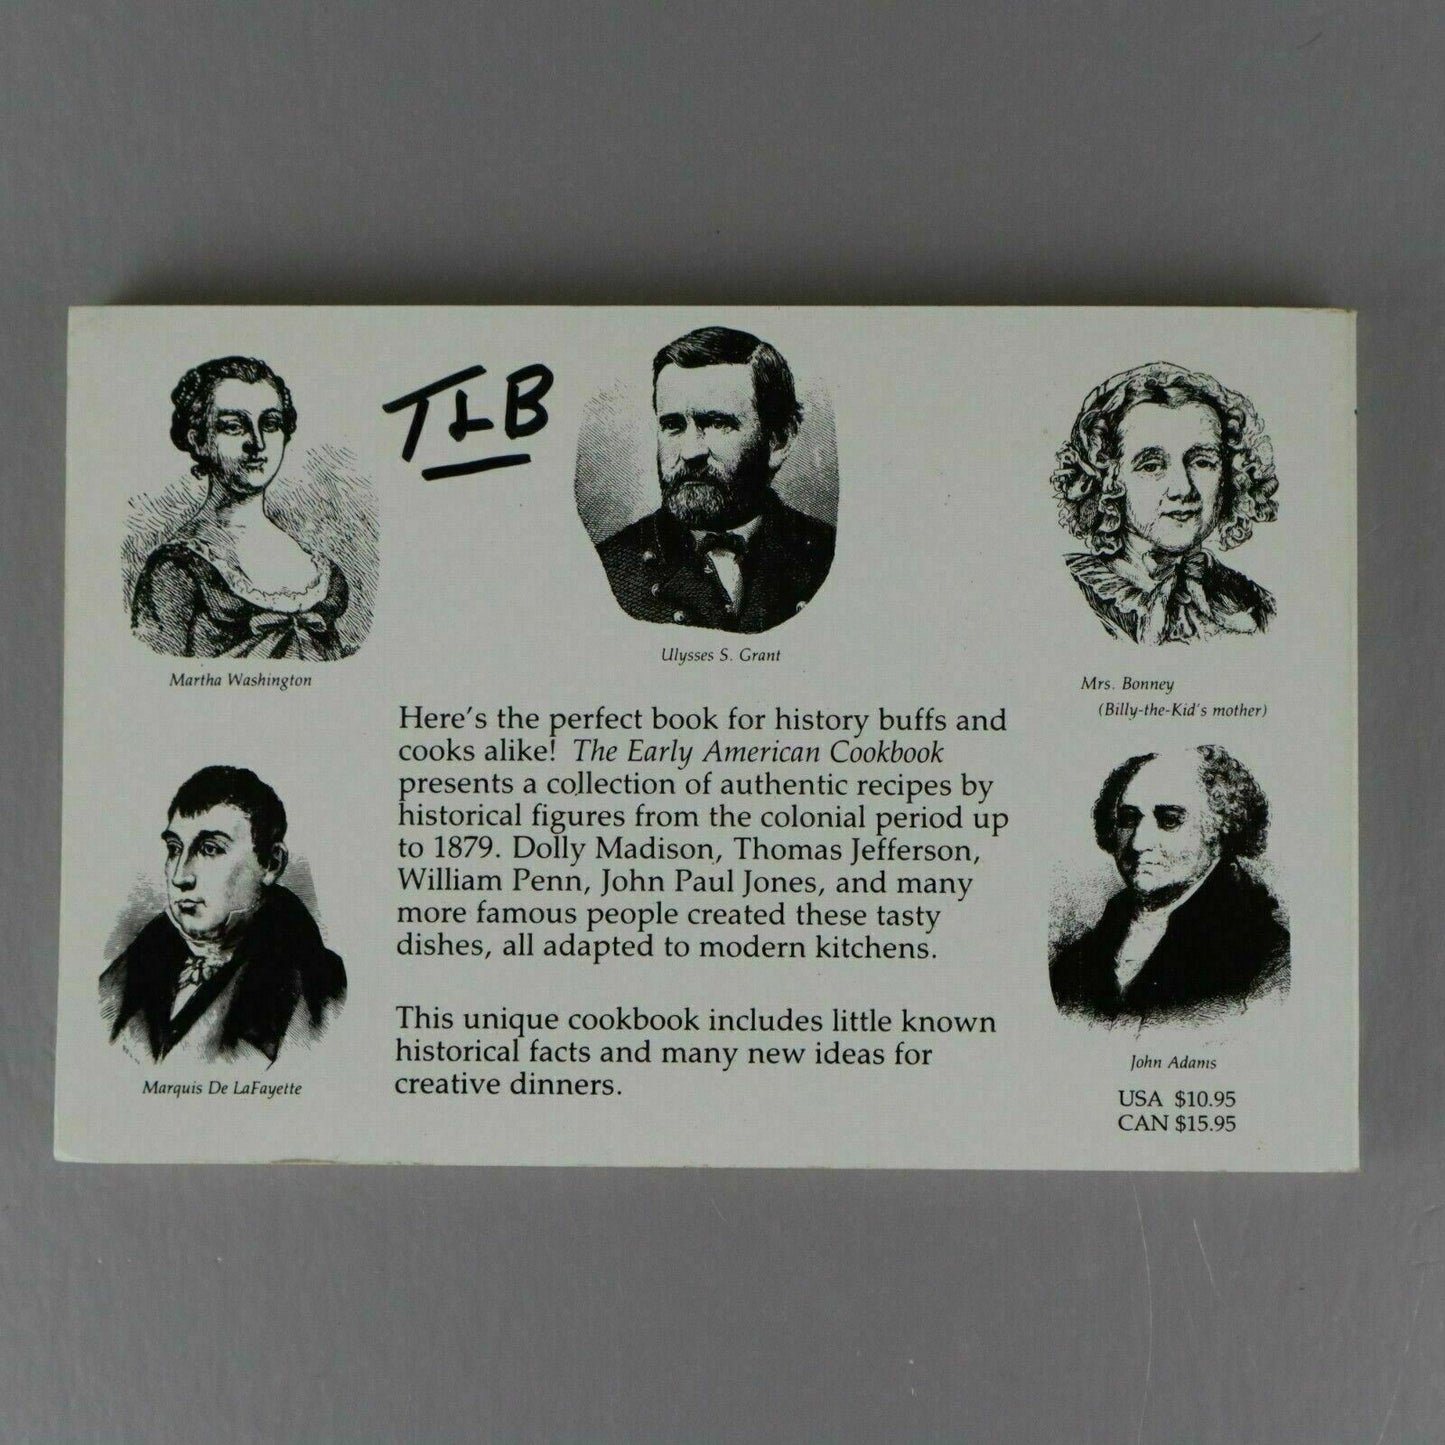 TIB
Martha Washington
Ulysses S. Grant
Mrs. Bonney
(Billy-the-Kid's mother)
Here's the perfect book for history buffs and
cooks alike! The Early American Cookbook
presents a collection of authentic recipes by
historical figures from the colonial period up
to 1879. Dolly Madison, Thomas Jefferson,
William Penn, John Paul Jones, and many
more famous people created these tasty
dishes, all adapted to modern kitchens.
This unique cookbook includes little known
historical facts and many new ideas for
creative dinners.
Marquis De LaFayette
John Adams
USA $10.95
CAN $15.95